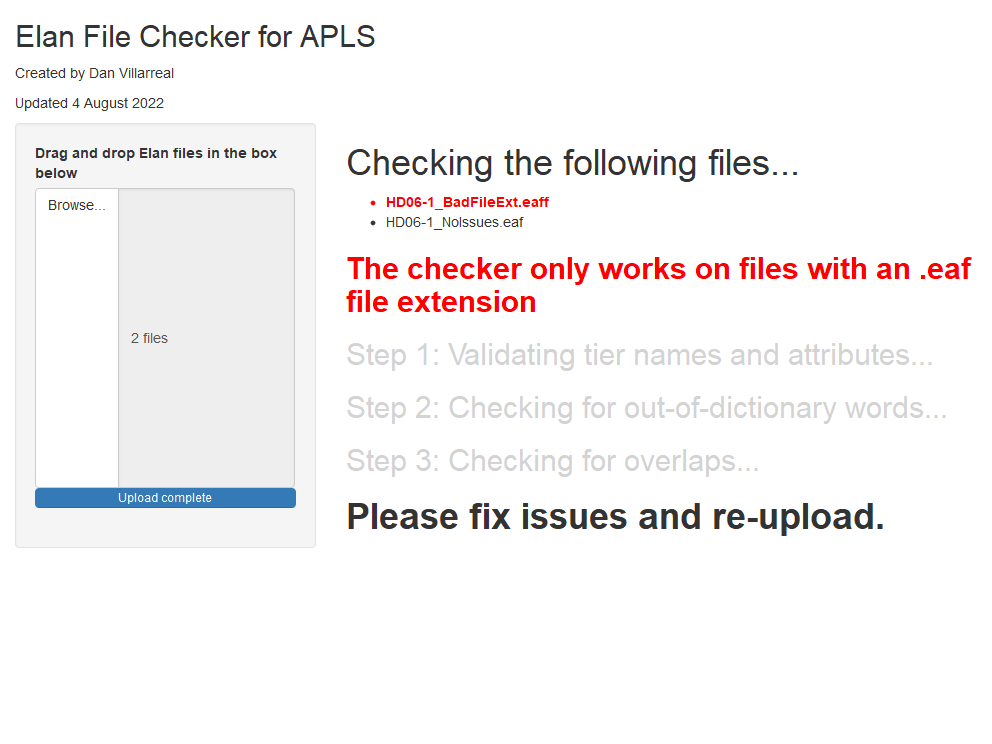 Elan File Checker for APLS
Created by Dan Villarreal
Updated 4 August 2022
Drag and drop Elan files in the box
below
Browse...
2 files
Upload complete
Checking the following files...
HD06-1_BadFileExt.eaff
HD06-1_NoIssues.eaf
The checker only works on files with an .eaf
file extension
Step 1: Validating tier names and attributes...
Step 2: Checking for out-of-dictionary words...
Step 3: Checking for overlaps...
Please fix issues and re-upload.